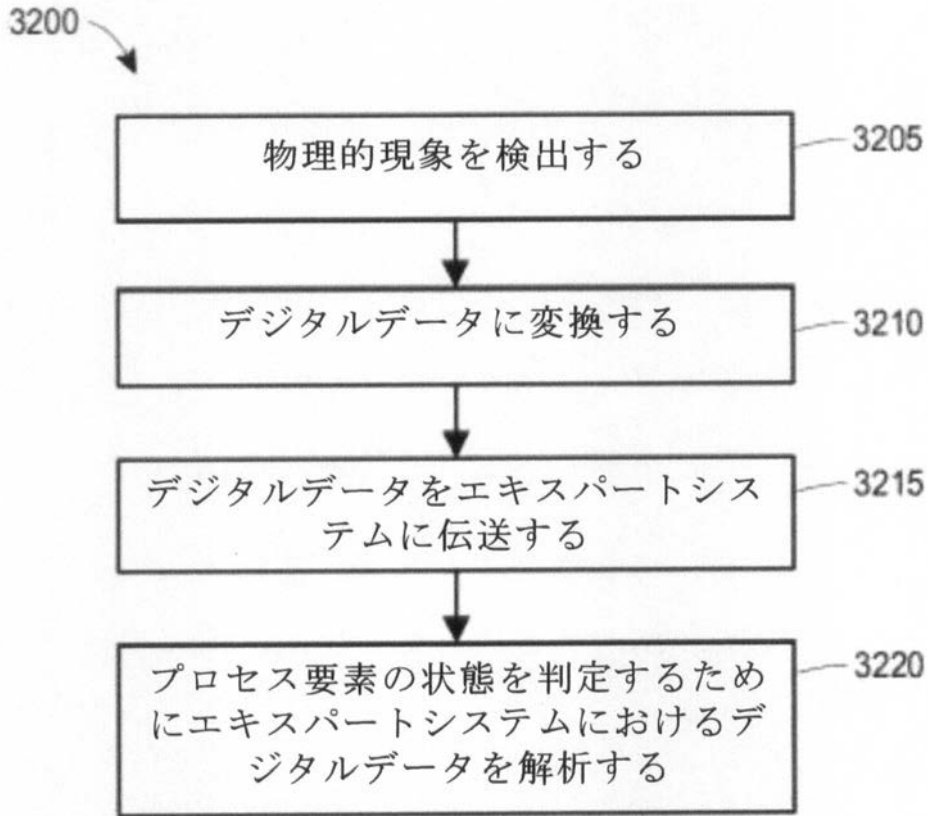 3200
物理的現象を検出する
3205
デジタルデータに変換する
3210
デジタルデータをエキスパートシス
テムに伝送する
3215
プロセス要素の状態を判定するため
にエキスパートシステムにおけるデ
ジタルデータを解析する
3220